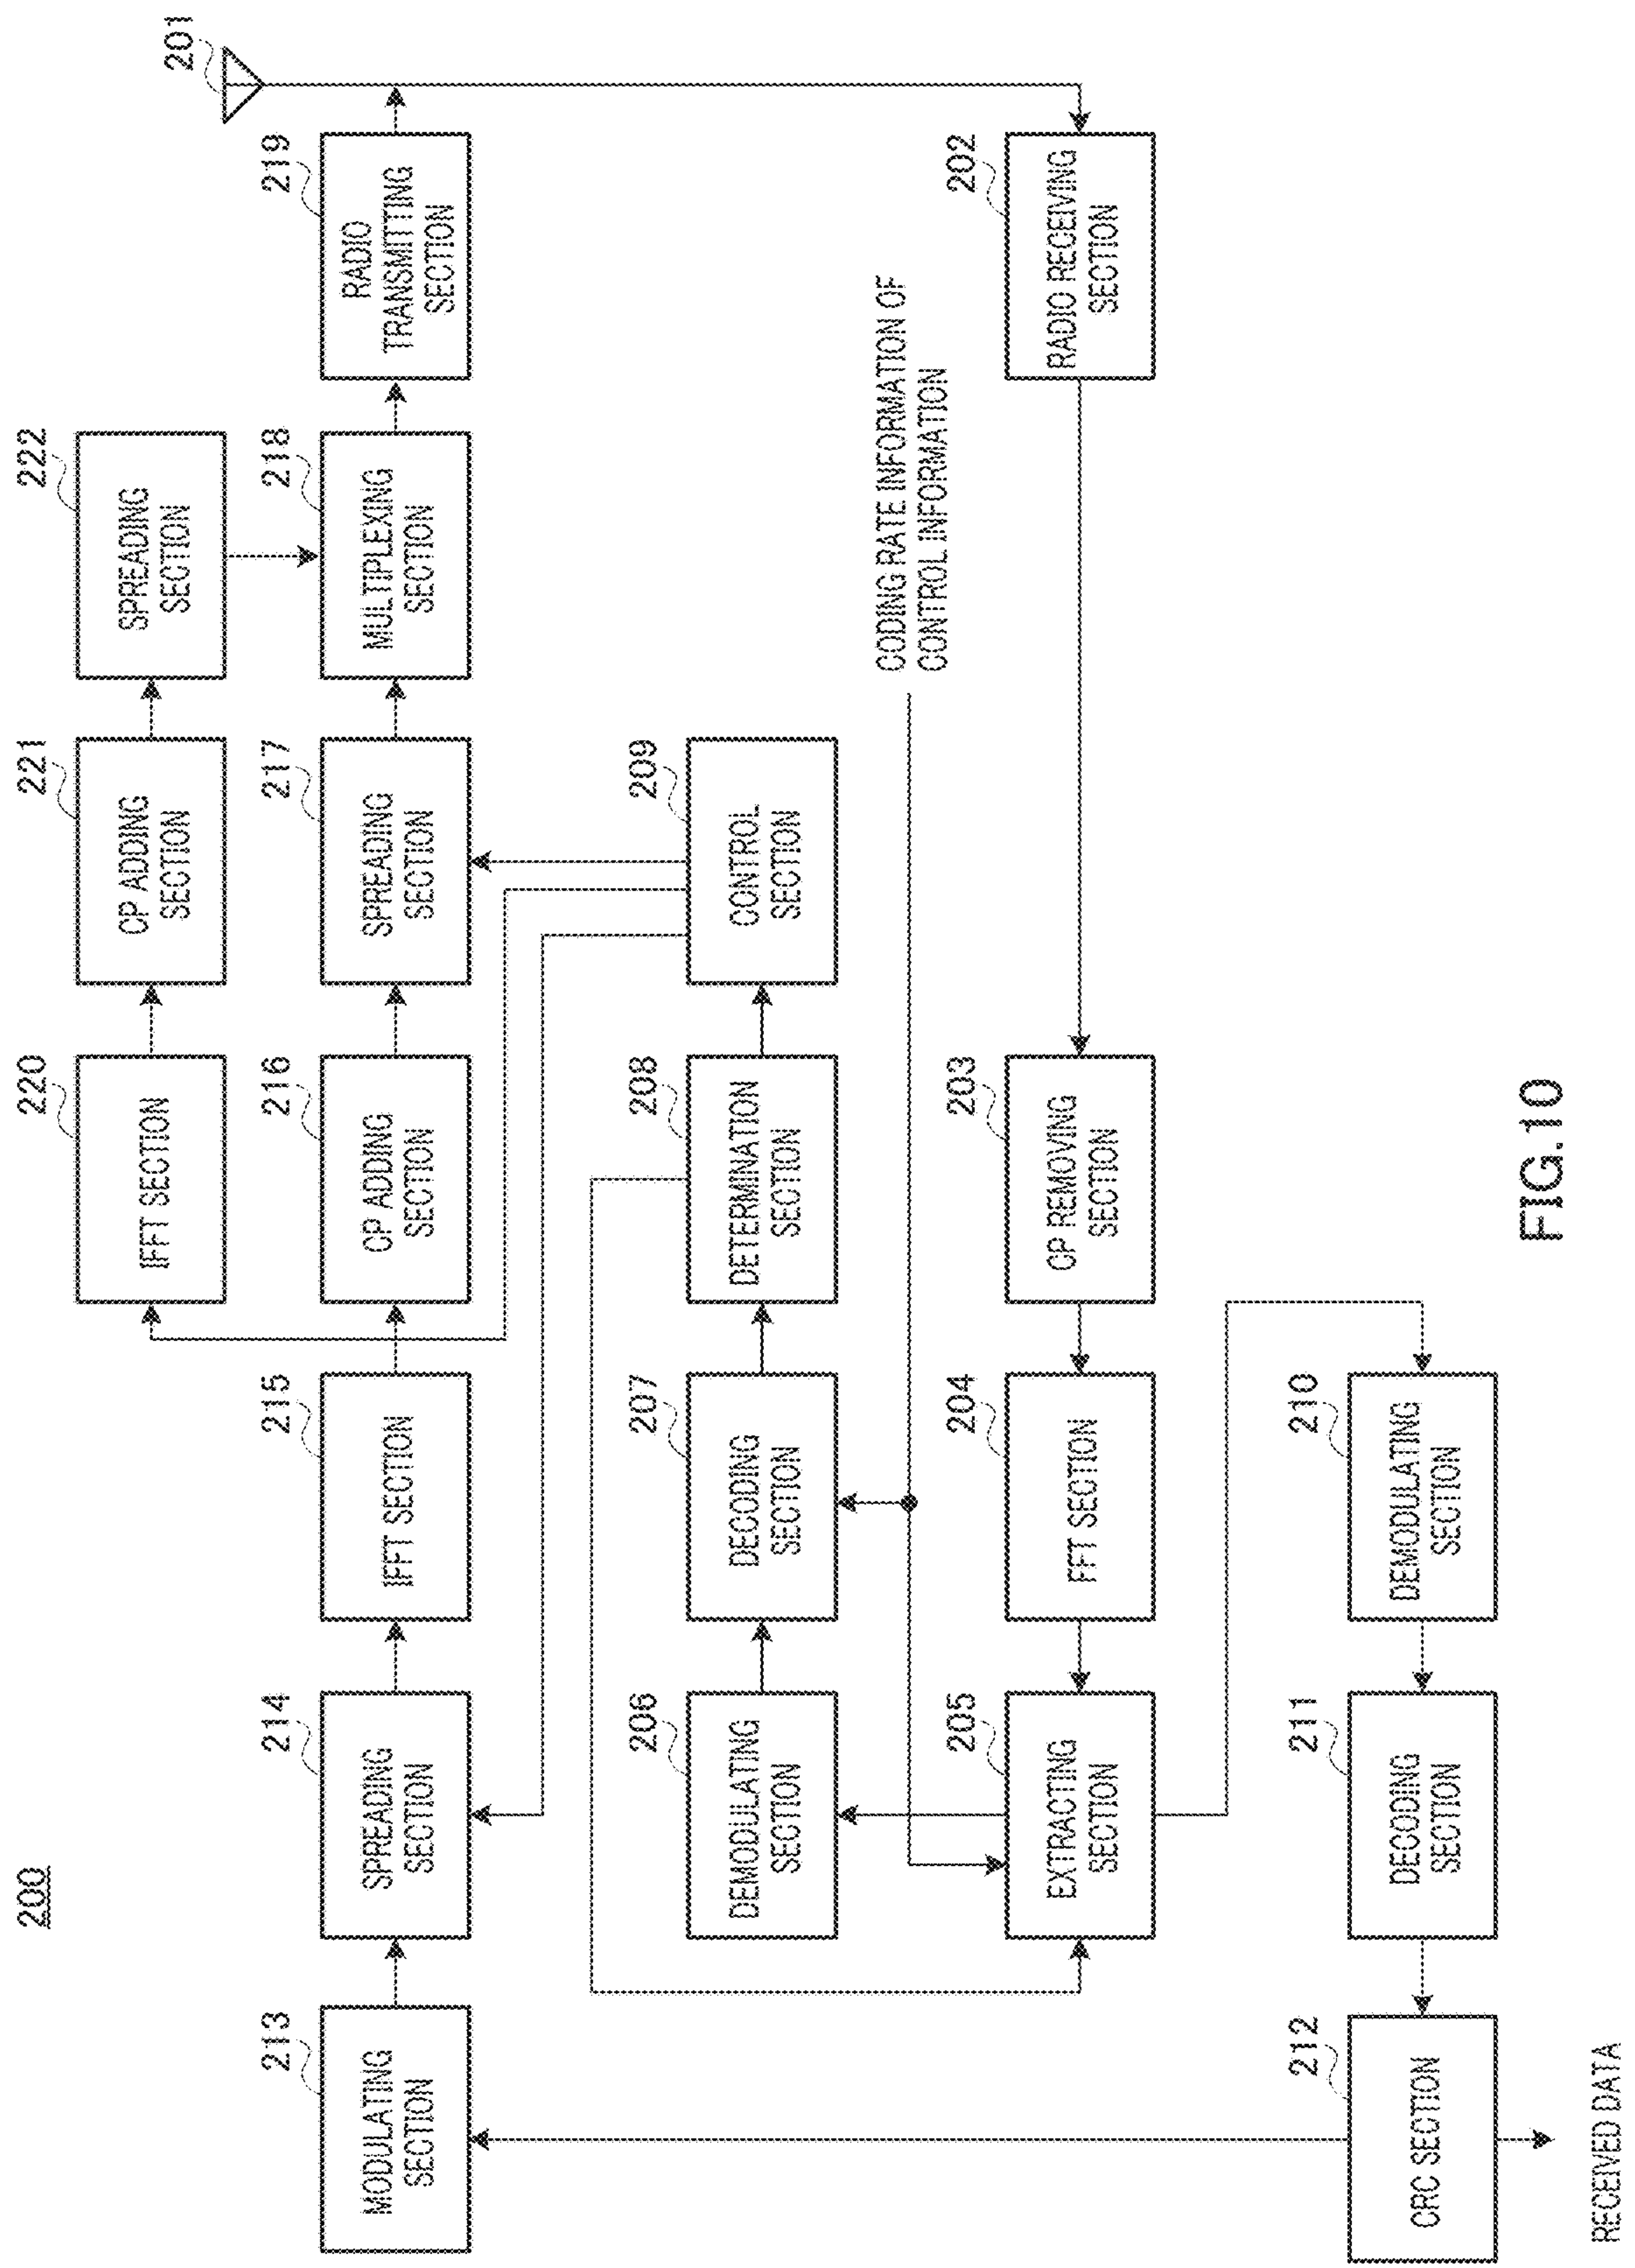 200
201
222
SPREADING
SECTION
221
CP ADDING
SECTION
220
IFFT SECTION
219
RADIO
TRANSMITTING
SECTION
218
MULTIPLEXING
SECTION
217
SPREADING
SECTION
216
CP ADDING
SECTION
215
IFFT SECTION
214
SPREADING
SECTION
213
MODULATING
SECTION
209
CONTROL
SECTION
208
DETERMINATION
SECTION
207
DECODING
SECTION
206
DEMODULATING
SECTION
CODING RATE INFORMATION OF
CONTROL INFORMATION
202
RADIO RECEIVING
SECTION
203
CP REMOVING
SECTION
204
FFT SECTION
205
EXTRACTING
SECTION
210
DEMODULATING
SECTION
211
DECODING
SECTION
212
CRC SECTION
RECEIVED DATA
FIG.10